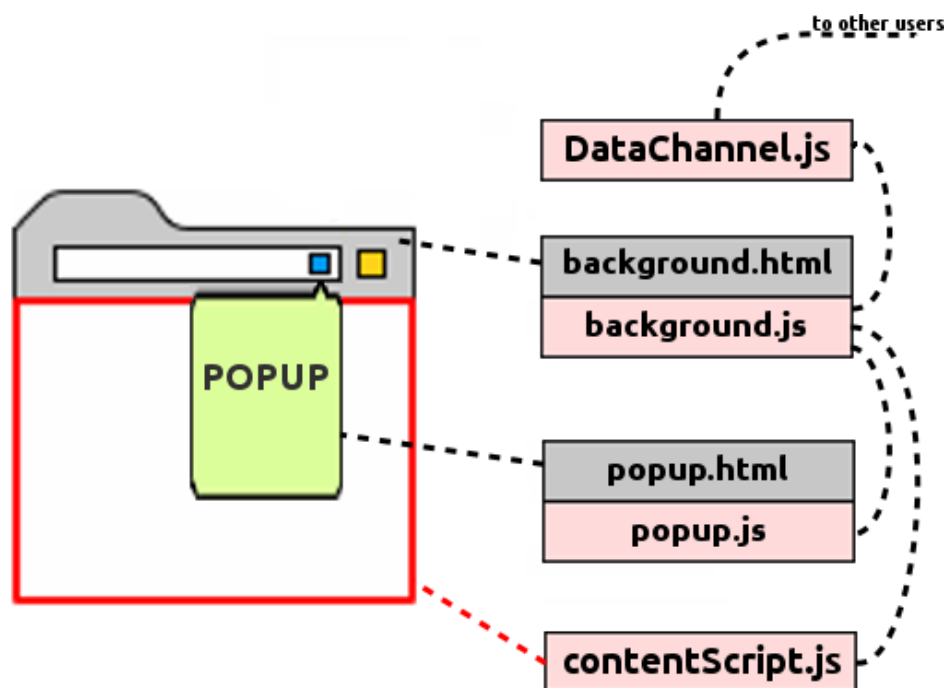 to other users
DataChannel.js
background.html
background.js
POPUP
popup.html
popup.js
contentScript.js